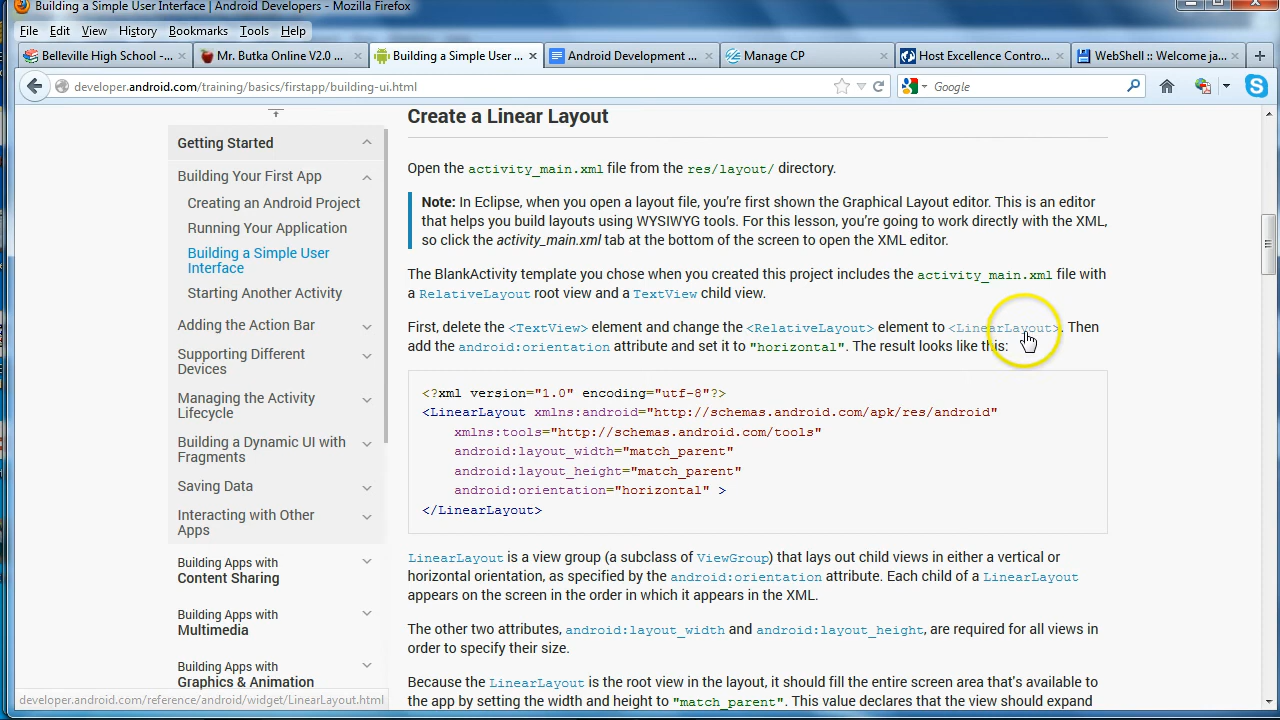 Building a Simple User Interface | Android Developers - Mozilla Firefox
File Edit View History Bookmarks Tools Help
Belleville High School -... × Mr. Butka Online V2.0 × Building a Simple User ... × Android Development ... × Manage CP × Host Excellence Contro... × WebShell :: Welcome ja... × +
developer.android.com/training/basics/firstapp/building-ui.html
Google
Getting Started
Building Your First App
Creating an Android Project
Running Your Application
Building a Simple User
Interface
Starting Another Activity
Adding the Action Bar
Supporting Different
Devices
Managing the Activity
Lifecycle
Building a Dynamic UI with
Fragments
Saving Data
Interacting with Other
Apps
Building Apps with
Content Sharing
Building Apps with
Multimedia
Building Apps with
Graphics & Animation
Create a Linear Layout
Open the activity_main.xml file from the res/layout/ directory.
Note: In Eclipse, when you open a layout file, you're first shown the Graphical Layout editor. This is an editor
that helps you build layouts using WYSIWYG tools. For this lesson, you're going to work directly with the XML,
so click the activity_main.xml tab at the bottom of the screen to open the XML editor.
The BlankActivity template you chose when you created this project includes the activity_main.xml file with
a RelativeLayout root view and a TextView child view.
First, delete the <TextView> element and change the <RelativeLayout> element to <LinearLayout>. Then
add the android:orientation attribute and set it to "horizontal". The result looks like this:
<?xml version="1.0" encoding="utf-8"?>
<LinearLayout xmlns:android="http://schemas.android.com/apk/res/android"
xmlns:tools="http://schemas.android.com/tools"
android:layout_width="match_parent"
android:layout_height="match_parent"
android:orientation="horizontal" >
</LinearLayout>
LinearLayout is a view group (a subclass of ViewGroup) that lays out child views in either a vertical or
horizontal orientation, as specified by the android:orientation attribute. Each child of a LinearLayout
appears on the screen in the order in which it appears in the XML.
The other two attributes, android:layout_width and android:layout_height, are required for all views in
order to specify their size.
Because the LinearLayout is the root view in the layout, it should fill the entire screen area that's available to
the app by setting the width and height to "match_parent". This value declares that the view should expand
developer.android.com/reference/android/widget/LinearLayout.html